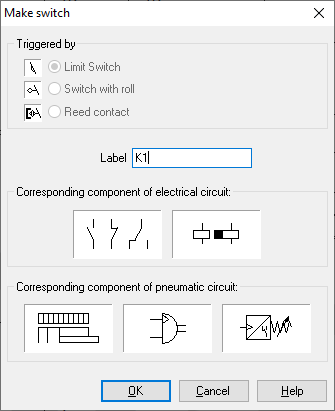 Make switch
Triggered by
Limit Switch
Switch with roll
Reed contact
Label K1
Corresponding component of electrical circuit:
Corresponding component of pneumatic circuit:
OK Cancel Help